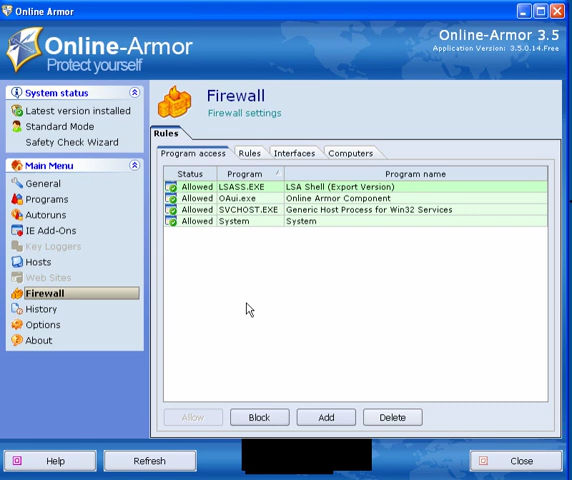 Online Armor
Online-Armor
Protect yourself
Online-Armor 3.5
Application Version: 3.5.0.14.Free
System status
Latest version installed
Standard Mode
Safety Check Wizard
Main Menu
General
Programs
Autoruns
IE Add-Ons
Key Loggers
Hosts
Web Sites
Firewall
History
Options
About
Firewall
Firewall settings
Rules
Program access Rules Interfaces Computers
Status Program Program name
Allowed LSASS.EXE LSA Shell (Export Version)
Allowed OAui.exe Online Armor Component
Allowed SVCHOST.EXE Generic Host Process for Win32 Services
Allowed System System
Allow Block Add Delete
Help Refresh Close